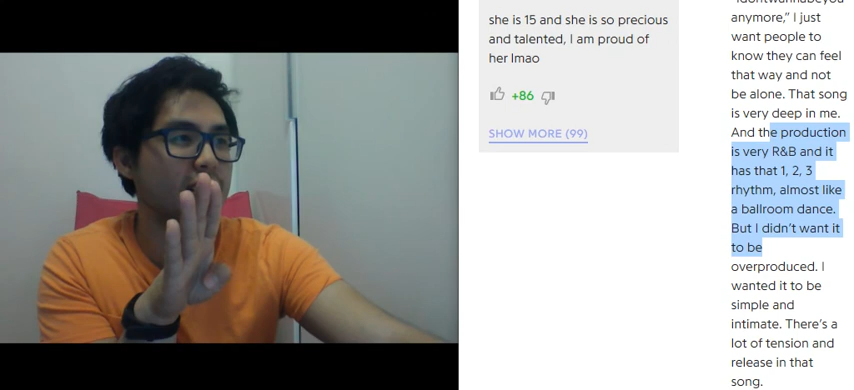 she is 15 and she is so precious
and talented, I am proud of
her lmao
+86
SHOW MORE (99)
"idontwannabeyou
anymore," I just
want people to
know they can feel
that way and not
be alone. That song
is very deep in me.
And the production
is very R&B and it
has that 1, 2, 3
rhythm, almost like
a ballroom dance.
But I didn't want it
to be
overproduced. I
wanted it to be
simple and
intimate. There's a
lot of tension and
release in that
song.